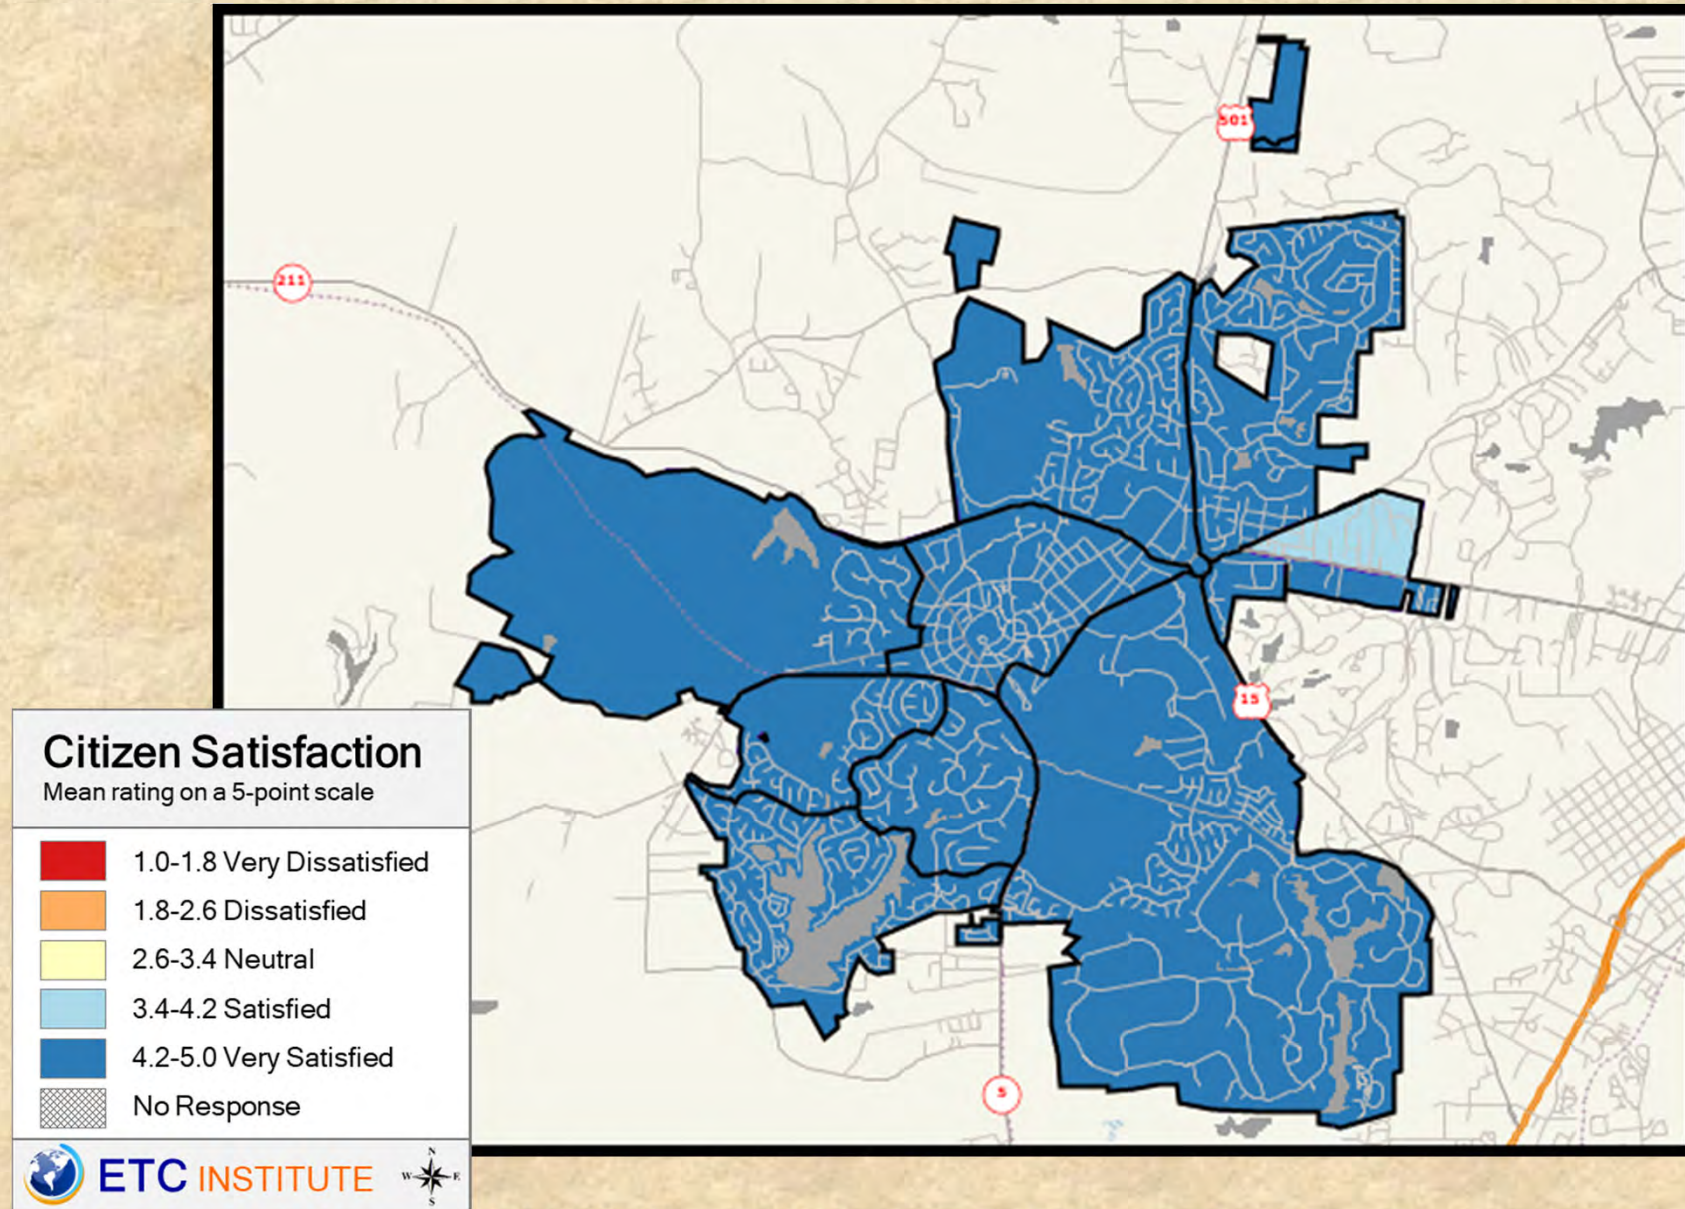 501
211
15
5
Citizen Satisfaction
Mean rating on a 5-point scale
1.0-1.8 Very Dissatisfied
1.8-2.6 Dissatisfied
2.6-3.4 Neutral
3.4-4.2 Satisfied
4.2-5.0 Very Satisfied
No Response
ETC INSTITUTE
N
W E
S